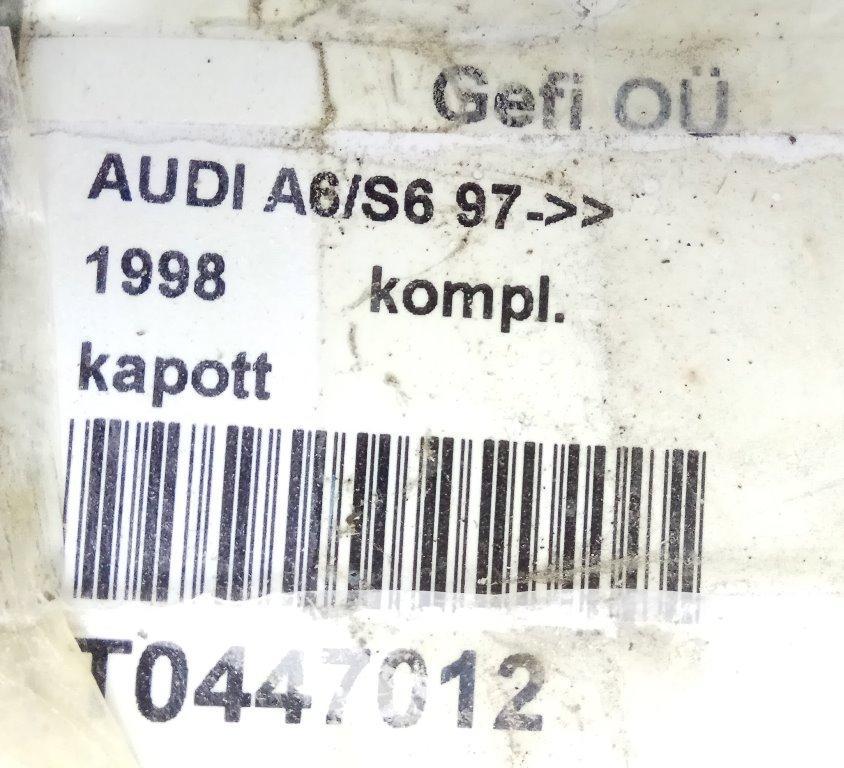 Gefi OÜ
AUDI A6/S6 97->>
1998 kompl.
kapott
T0447012